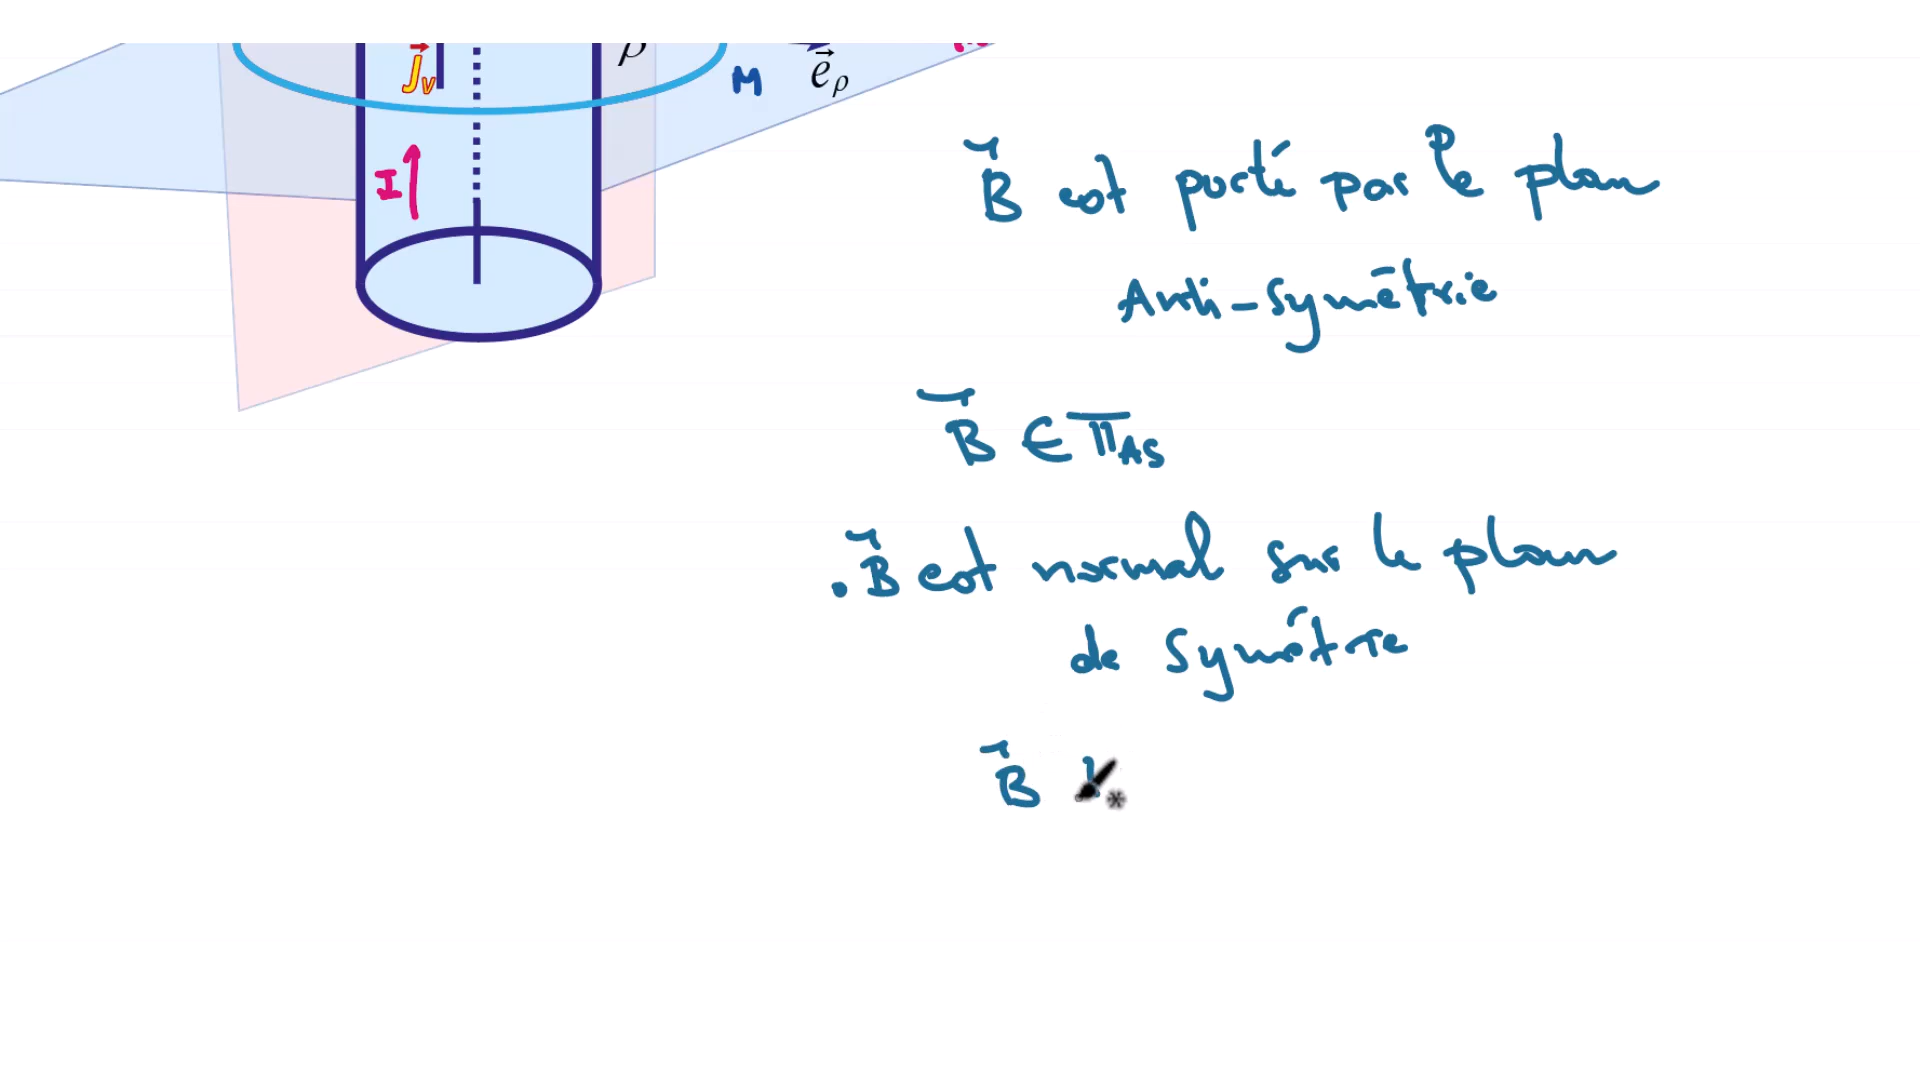 j⃗ᵥ
ρ
M
e⃗ρ
I
B⃗ est porté par le plan
Anti-Symétrie
B⃗ ∈ π_AS
. B⃗ est normal sur le plan
de Symétrie
B⃗